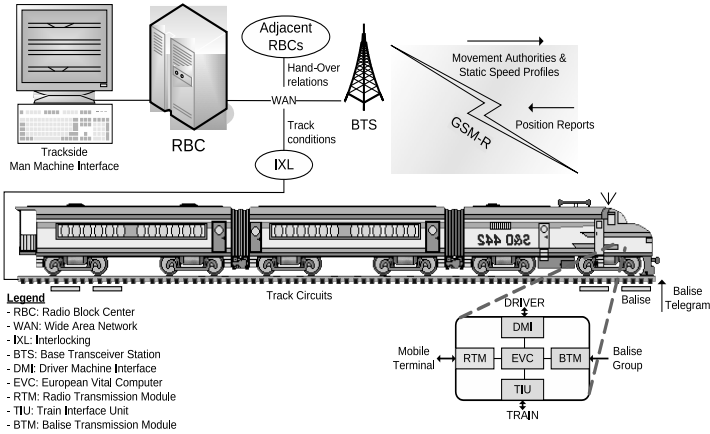 Adjacent
RBCs
Movement Authorities &
Static Speed Profiles
Hand-Over
relations
WAN
BTS
GSM-R
Position Reports
RBC
Track
conditions
Trackside
Man Machine Interface
IXL
S&D 442
Track Circuits
Balise
Balise
Telegram
Legend
- RBC: Radio Block Center
- WAN: Wide Area Network
- IXL: Interlocking
- BTS: Base Transceiver Station
- DMI: Driver Machine Interface
- EVC: European Vital Computer
- RTM: Radio Transmission Module
- TIU: Train Interface Unit
- BTM: Balise Transmission Module
DRIVER
DMI
Mobile
Terminal
RTM
EVC
BTM
Balise
Group
TIU
TRAIN